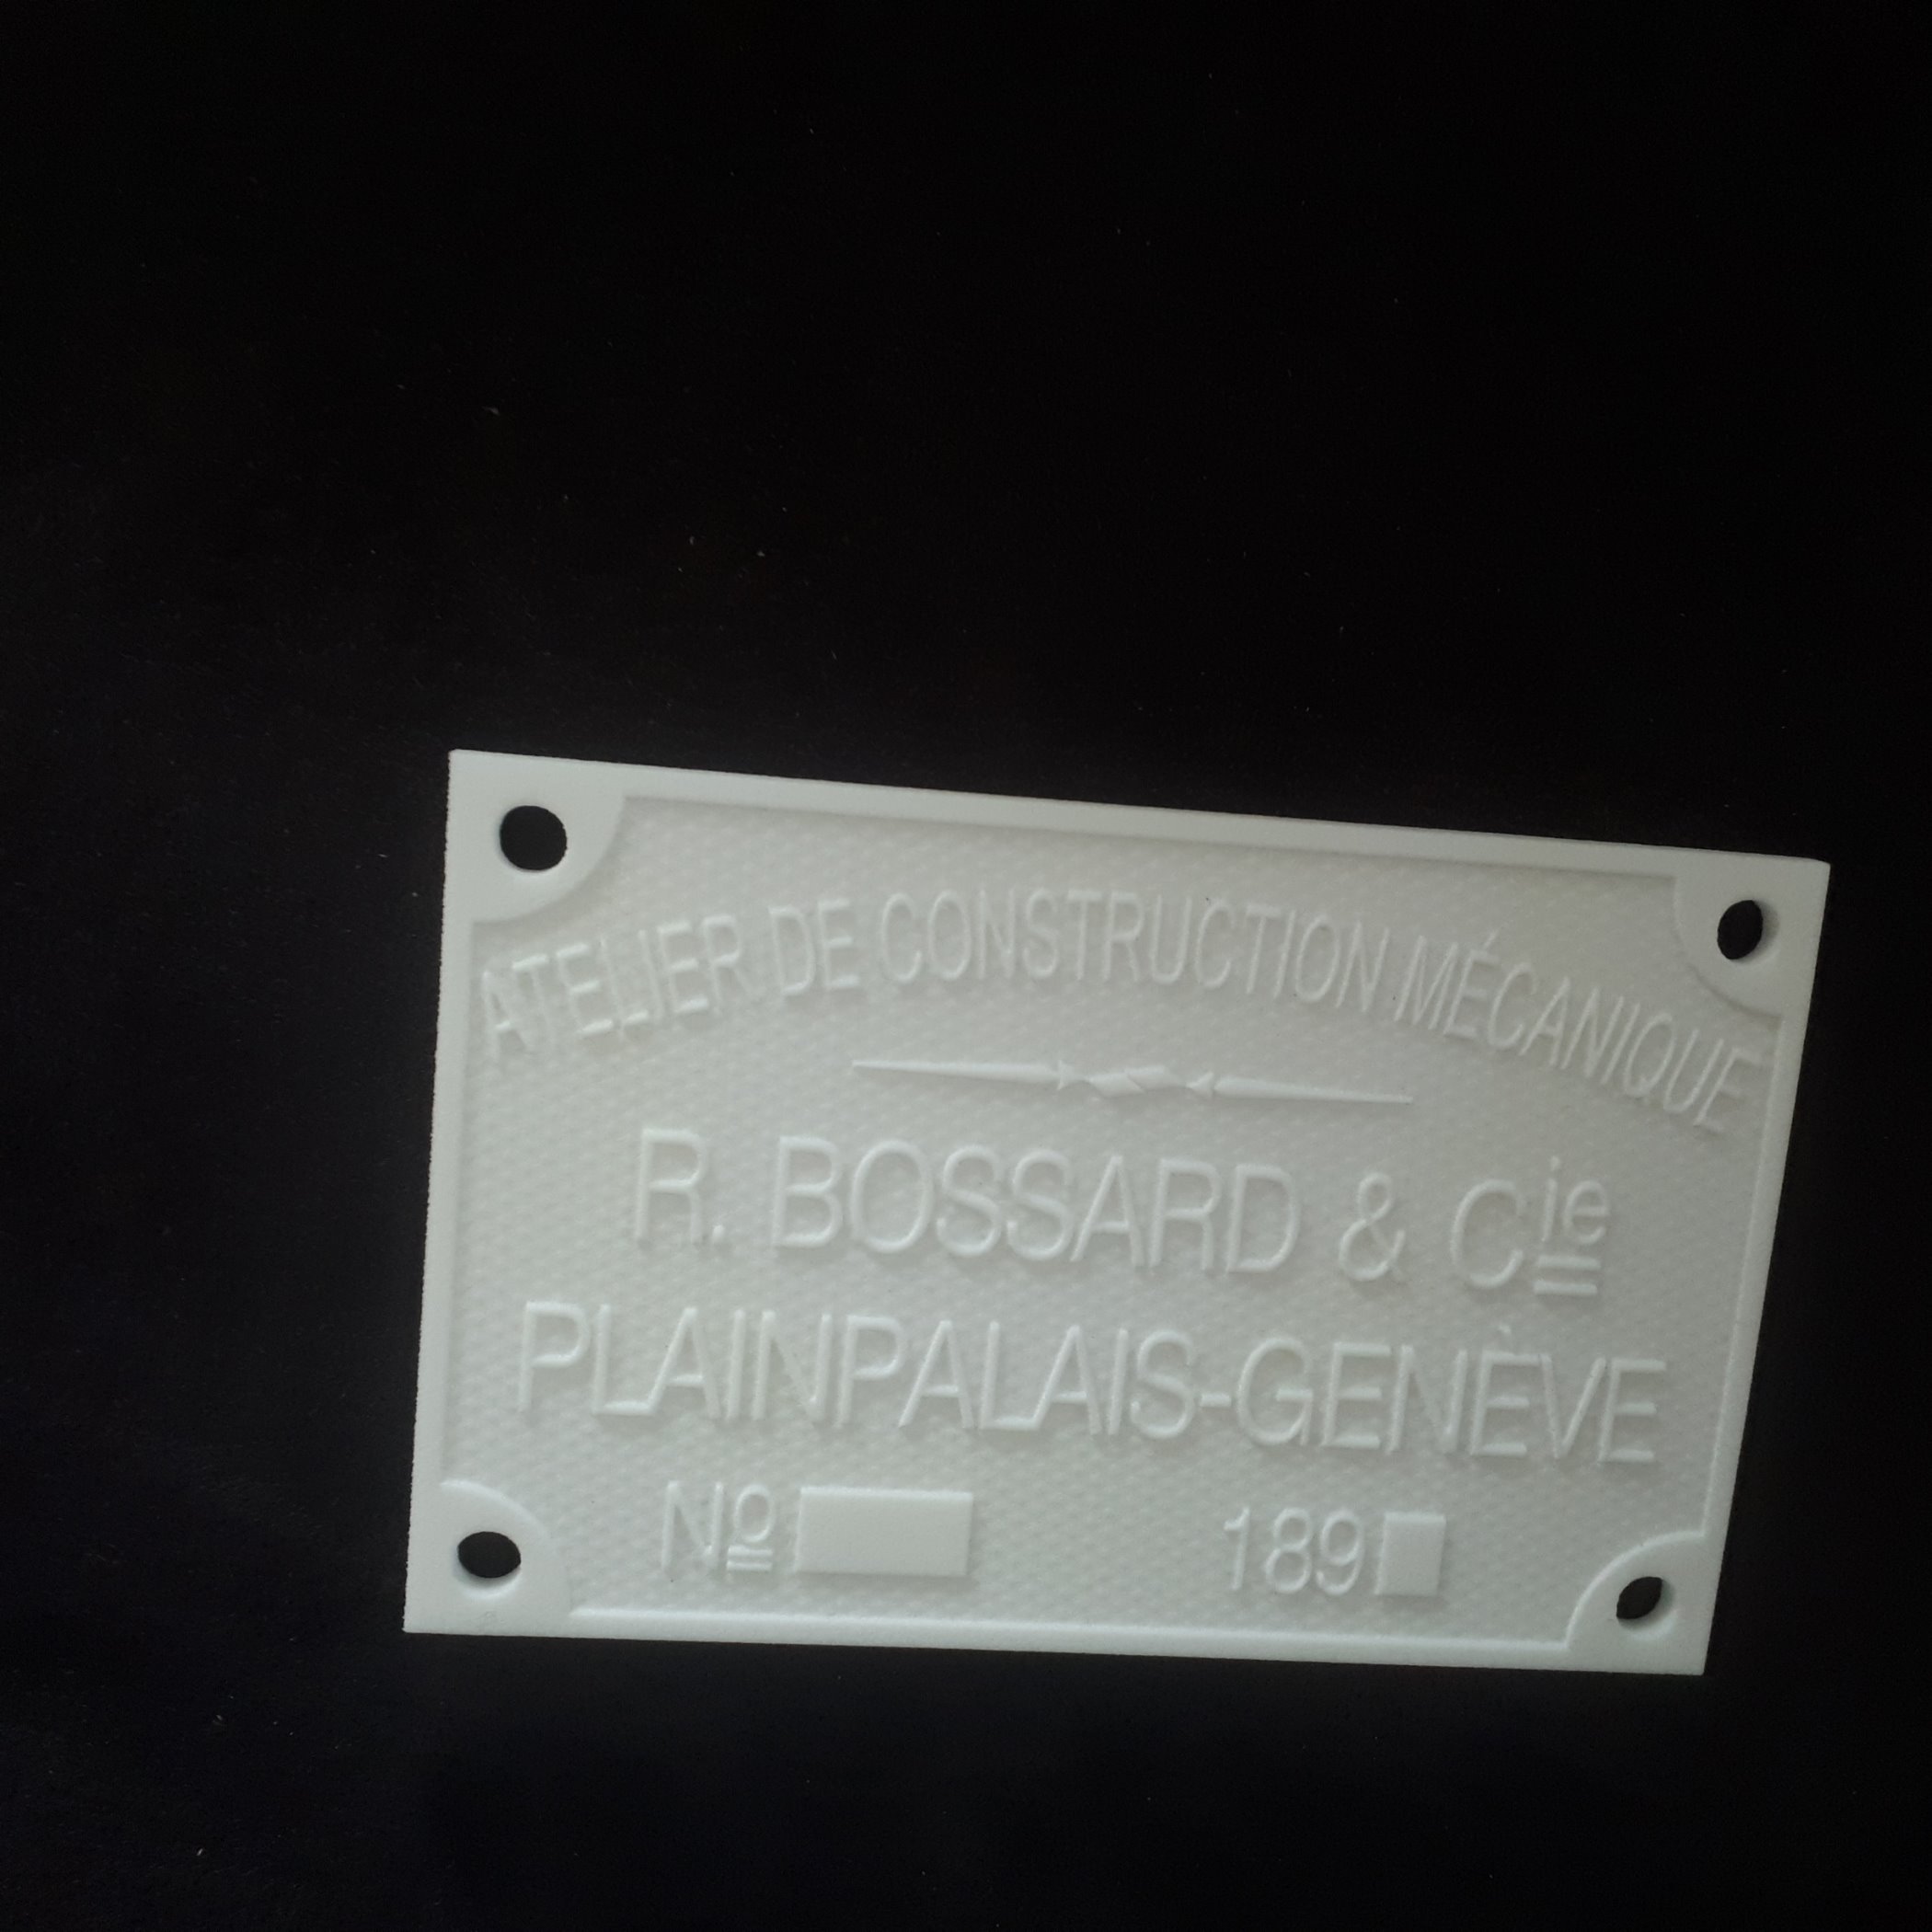 ATELIER DE CONSTRUCTION MÉCANIQUE
R. BOSSARD & Cie
PLAINPALAIS-GENÈVE
Nº 189